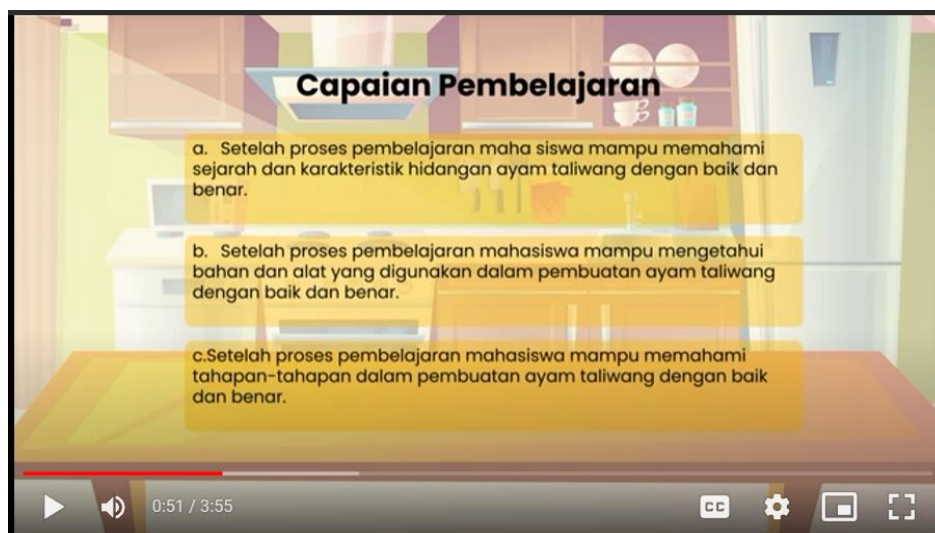 Capaian Pembelajaran
a. Setelah proses pembelajaran maha siswa mampu memahami
sejarah dan karakteristik hidangan ayam taliwang dengan baik dan
benar.
b. Setelah proses pembelajaran mahasiswa mampu mengetahui
bahan dan alat yang digunakan dalam pembuatan ayam taliwang
dengan baik dan benar.
c.Setelah proses pembelajaran mahasiswa mampu memahami
tahapan-tahapan dalam pembuatan ayam taliwang dengan baik
dan benar.
0:51 / 3:55
CC